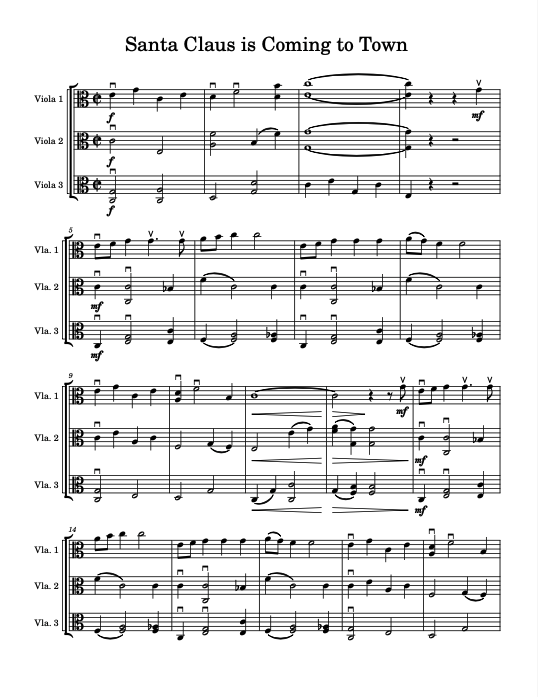 Santa Claus is Coming to Town
Viola 1
f
mf
Viola 2
f
Viola 3
f
5
Vla. 1
Vla. 2
mf
Vla. 3
mf
9
Vla. 1
mf
Vla. 2
mf
Vla. 3
mf
14
Vla. 1
Vla. 2
Vla. 3